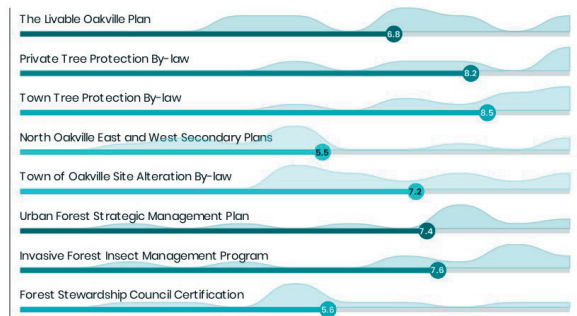 The Livable Oakville Plan
6.8
Private Tree Protection By-law
8.2
Town Tree Protection By-law
8.5
North Oakville East and West Secondary Plans
5.5
Town of Oakville Site Alteration By-law
7.2
Urban Forest Strategic Management Plan
7.4
Invasive Forest Insect Management Program
7.6
Forest Stewardship Council Certification
5.6